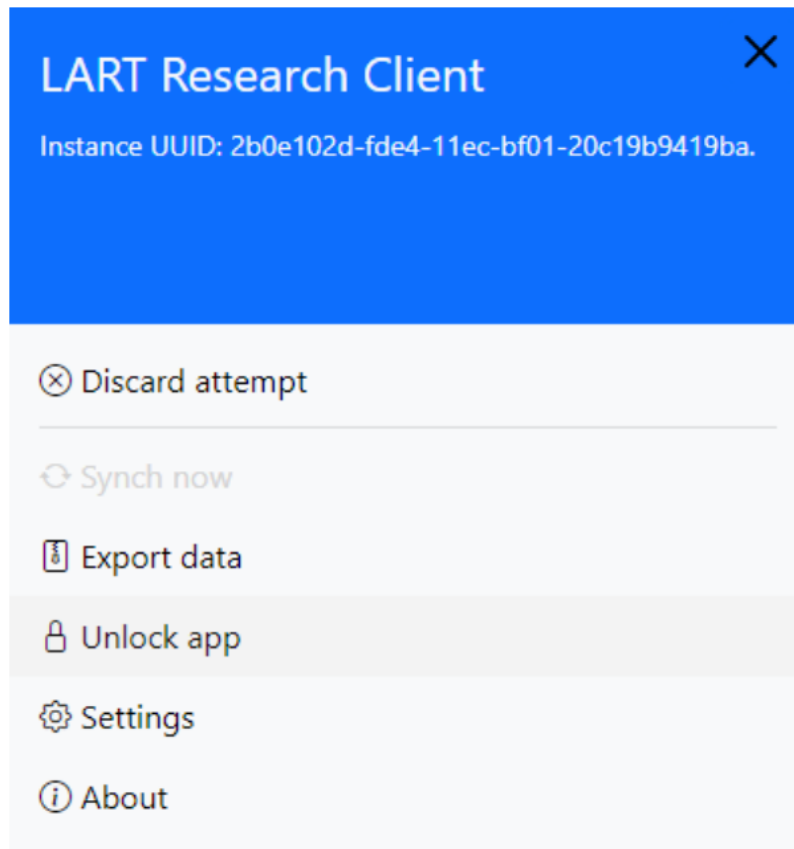 LART Research Client
Instance UUID: 2b0e102d-fde4-11ec-bf01-20c19b9419ba.
Discard attempt
Synch now
Export data
Unlock app
Settings
About